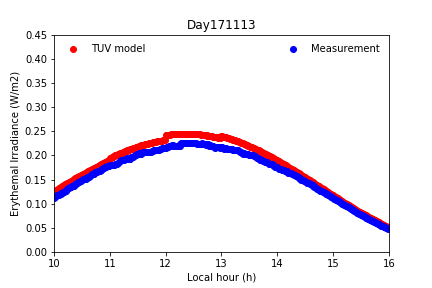 Day171113
TUV model
Measurement
Erythemal Irradiance (W/m2)
0.45
0.40
0.35
0.30
0.25
0.20
0.15
0.10
0.05
0.00
10 11 12 13 14 15 16
Local hour (h)